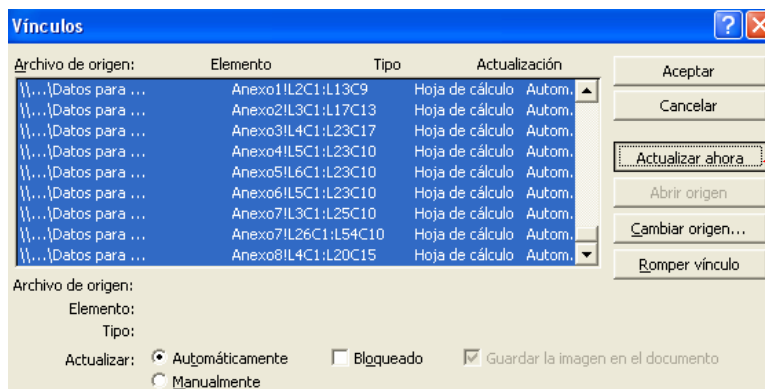 Vínculos
Archivo de origen: Elemento Tipo Actualización
\\...\Datos para ... Anexo1!L2C1:L13C9 Hoja de cálculo Autom.
\\...\Datos para ... Anexo2!L3C1:L17C13 Hoja de cálculo Autom.
\\...\Datos para ... Anexo3!L4C1:L23C17 Hoja de cálculo Autom.
\\...\Datos para ... Anexo4!L5C1:L23C10 Hoja de cálculo Autom.
\\...\Datos para ... Anexo5!L6C1:L23C10 Hoja de cálculo Autom.
\\...\Datos para ... Anexo6!L5C1:L23C10 Hoja de cálculo Autom.
\\...\Datos para ... Anexo7!L3C1:L25C10 Hoja de cálculo Autom.
\\...\Datos para ... Anexo7!L26C1:L54C10 Hoja de cálculo Autom.
\\...\Datos para ... Anexo8!L4C1:L20C15 Hoja de cálculo Autom.
Aceptar
Cancelar
Actualizar ahora
Abrir origen
Cambiar origen...
Romper vínculo
Archivo de origen:
Elemento:
Tipo:
Actualizar: Automáticamente Bloqueado Guardar la imagen en el documento
Manualmente